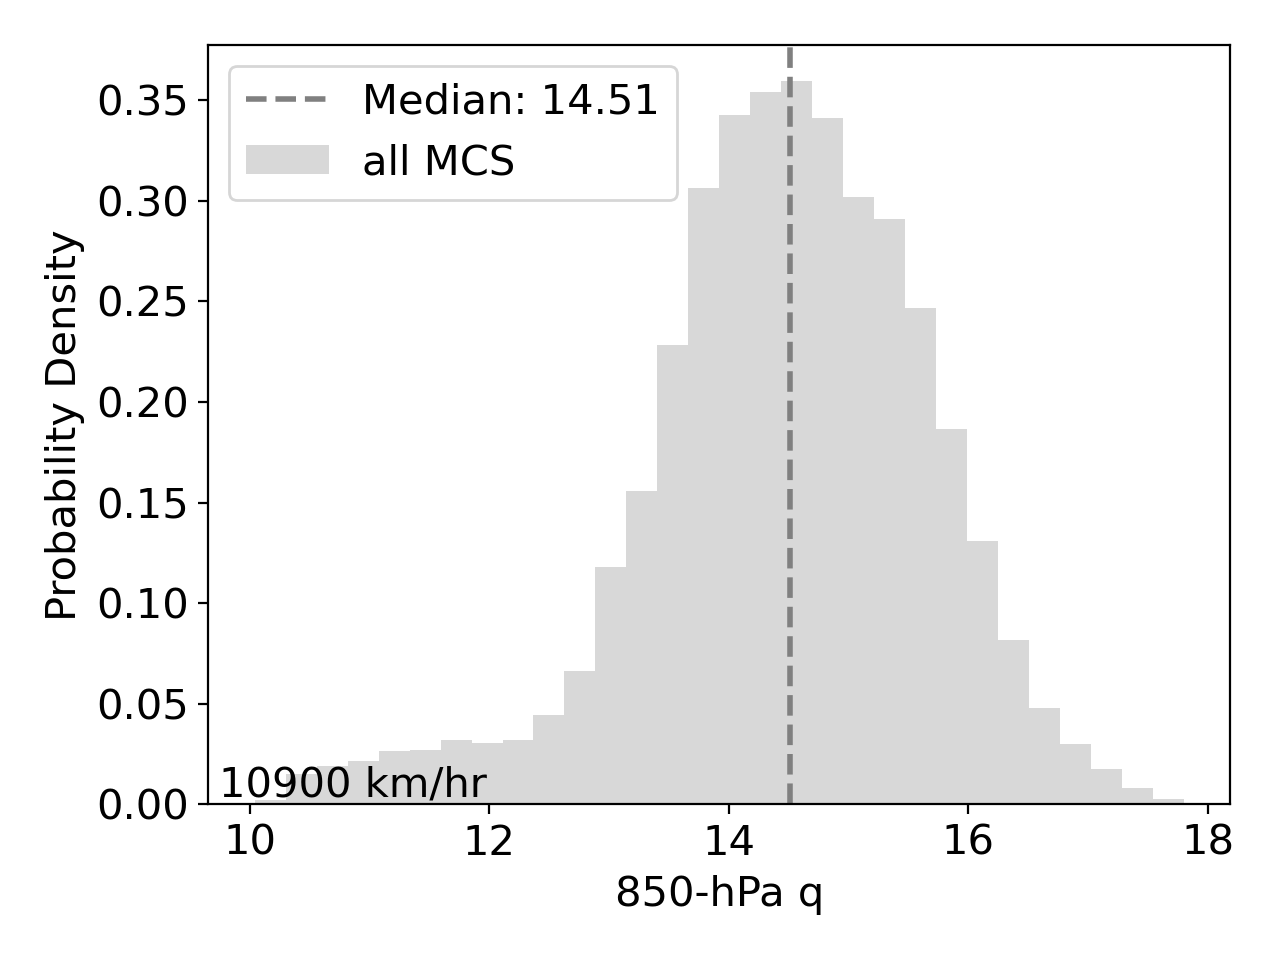 Median: 14.51
all MCS
0.35
0.30
0.25
0.20
0.15
0.10
0.05
0.00
Probability Density
10900 km/hr
10 12 14 16 18
850-hPa q